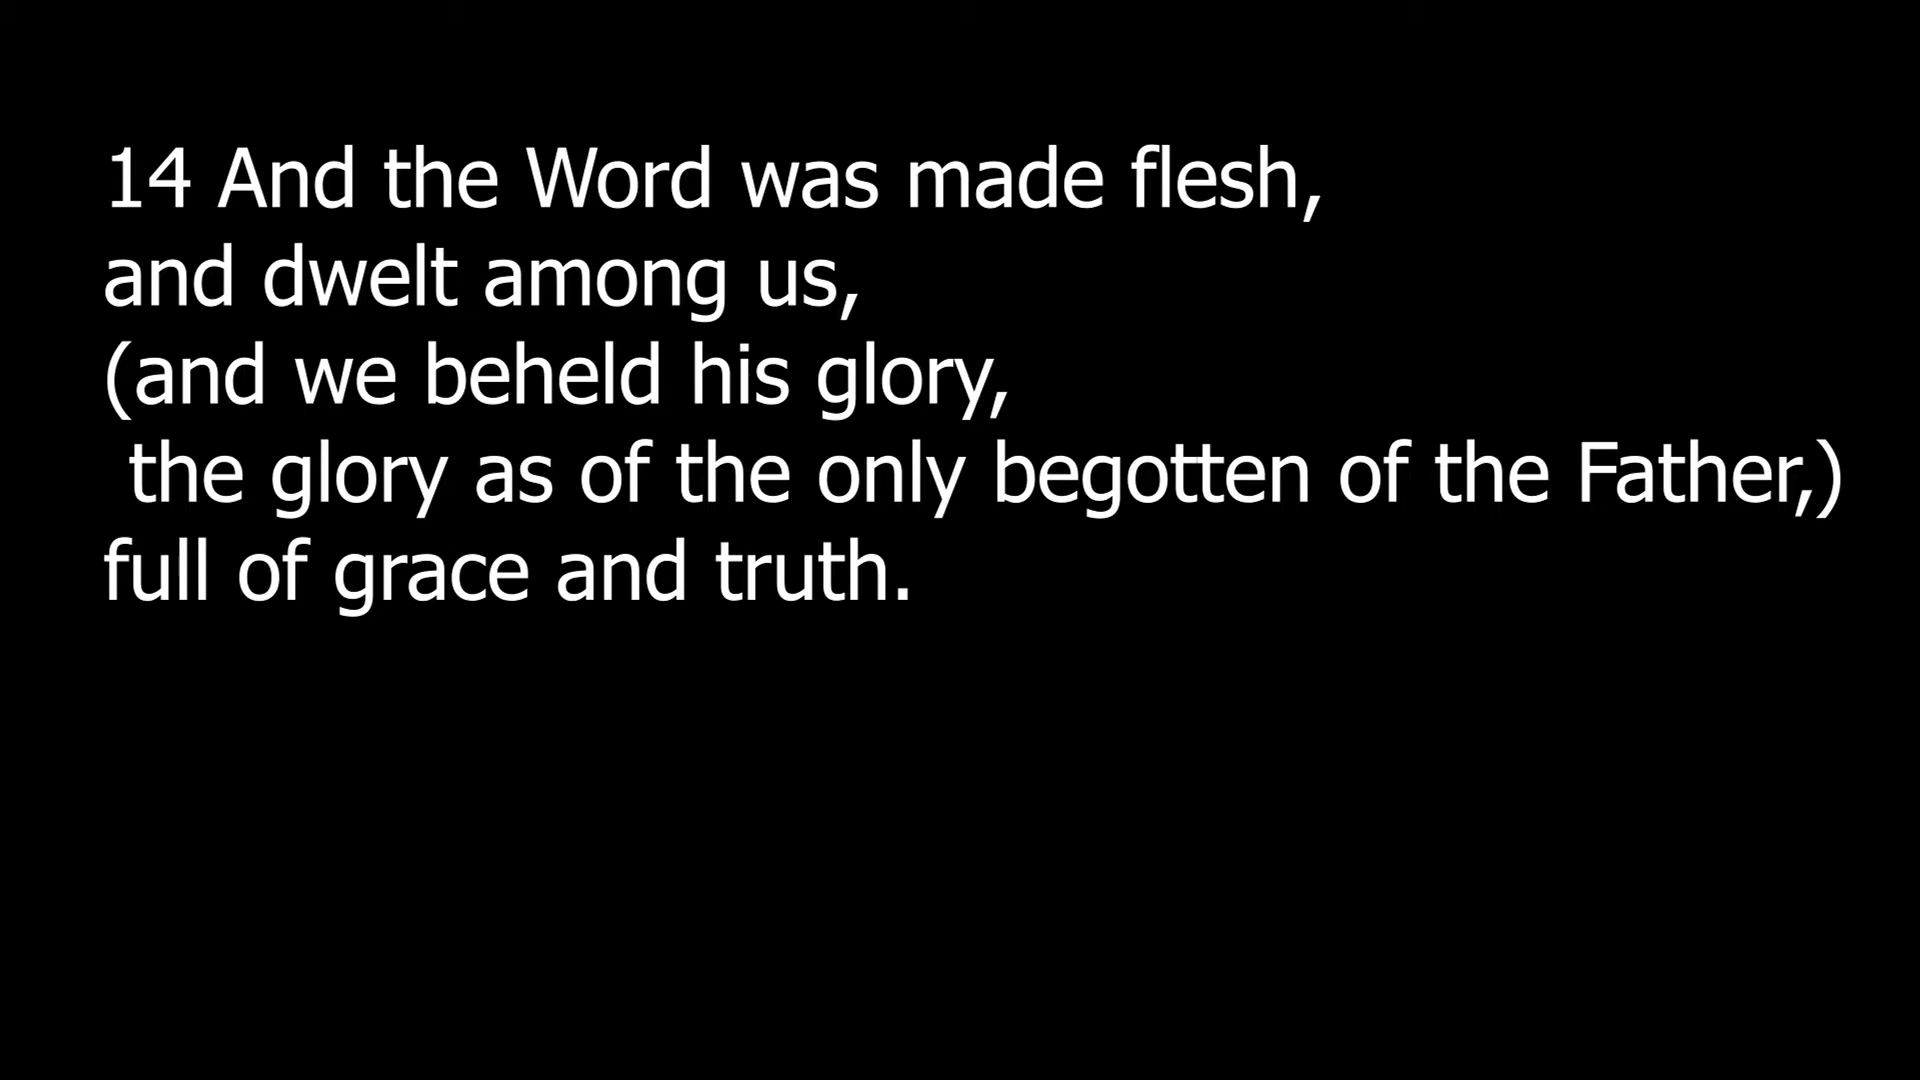 14 And the Word was made flesh,
and dwelt among us,
(and we beheld his glory,
the glory as of the only begotten of the Father,)
full of grace and truth.